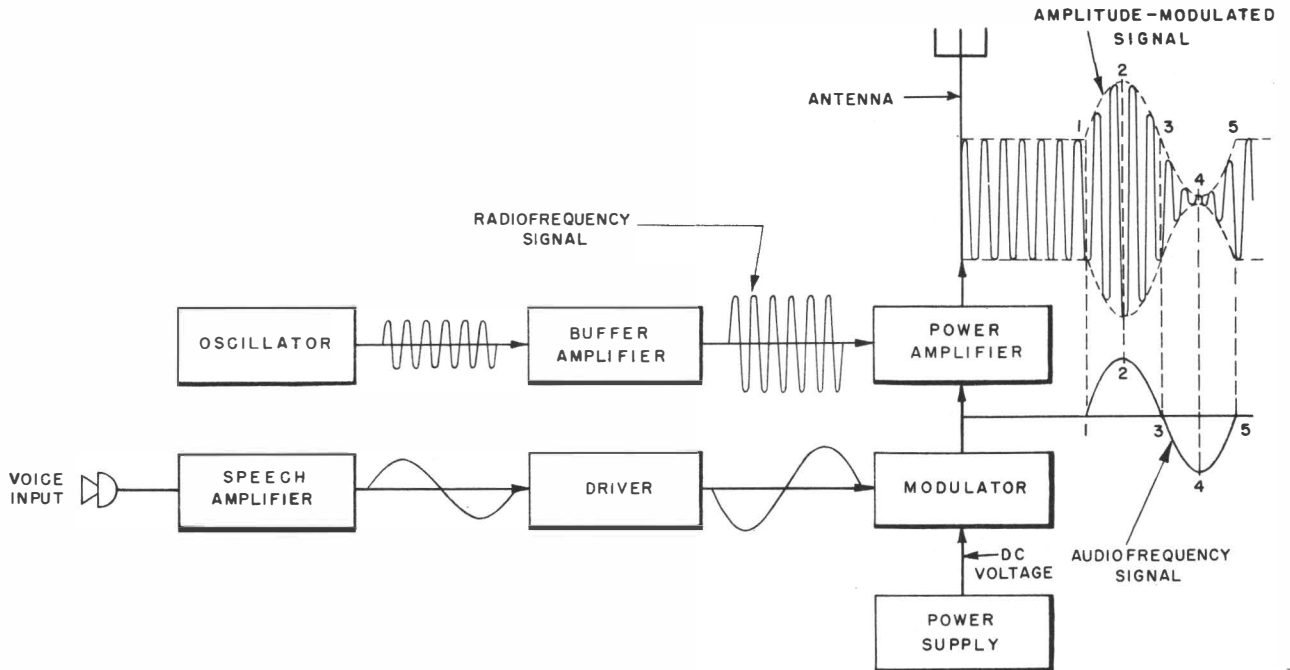 AMPLITUDE-MODULATED
SIGNAL
ANTENNA
2
1
3
5
4
RADIOFREQUENCY
SIGNAL
OSCILLATOR
BUFFER
AMPLIFIER
POWER
AMPLIFIER
2
1
3
5
4
VOICE
INPUT
SPEECH
AMPLIFIER
DRIVER
MODULATOR
DC
VOLTAGE
AUDIOFREQUENCY
SIGNAL
POWER
SUPPLY